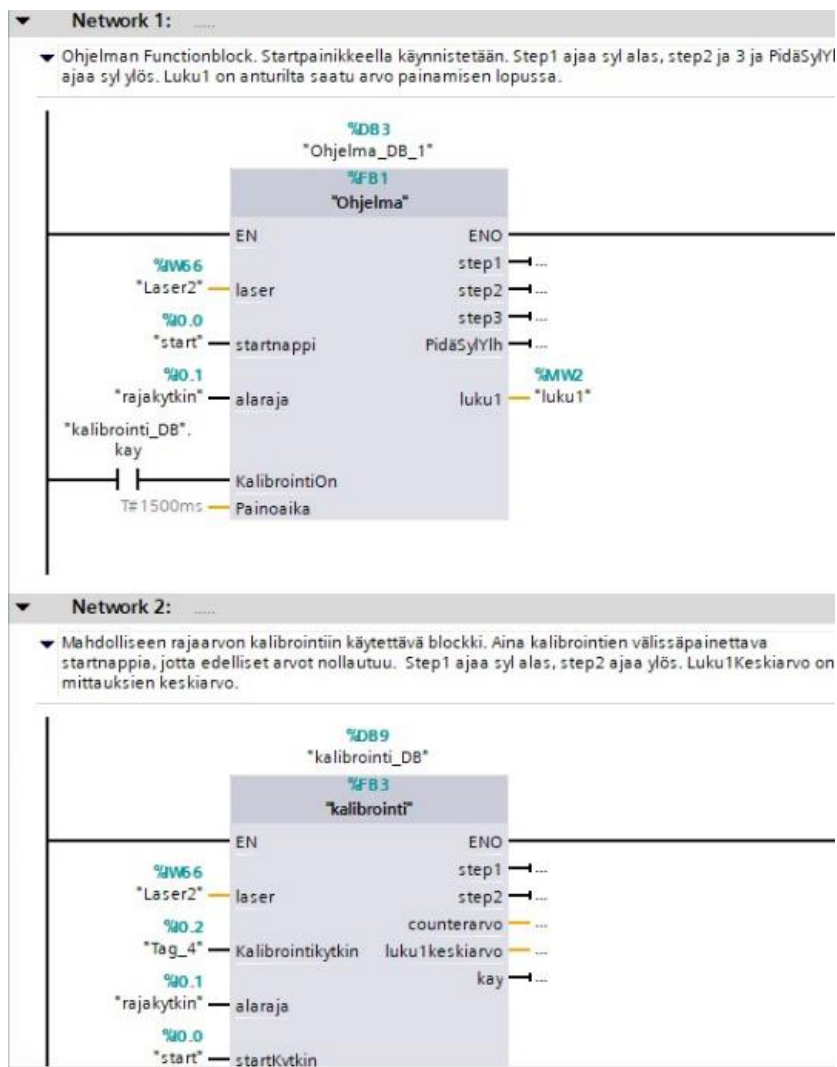 Network 1: .....
Ohjelman Functionblock. Startpainikkeella käynnistetään. Step1 ajaa syl alas, step2 ja 3 ja PidäSylYl
ajaa syl ylös. Luku1 on anturilta saatu arvo painamisen lopussa.
%DB3
"Ohjelma_DB_1"
%FB1
"Ohjelma"
EN ENO
%IW66 step1 ...
"Laser2" laser step2 ...
%I0.0 step3 ...
"start" startnappi PidäSylYlh ...
%I0.1 %MW2
"rajakytkin" alaraja luku1 "luku1"
"kalibrointi_DB".
kay
KalibrointiOn
T#1500ms Painoaika
Network 2: .....
Mahdolliseen rajaarvon kalibrointiin käytettävä blockki. Aina kalibrointien välissäpainettava
startnappia, jotta edelliset arvot nollautuu. Step1 ajaa syl alas, step2 ajaa ylös. Luku1Keskiarvo on
mittauksien keskiarvo.
%DB9
"kalibrointi_DB"
%FB3
"kalibrointi"
EN ENO
%IW66 step1 ...
"Laser2" laser step2 ...
%I0.2 counterarvo ...
"Tag_4" Kalibrointikytkin luku1keskiarvo ...
%I0.1 kay ...
"rajakytkin" alaraja
%I0.0
"start" startKytkin